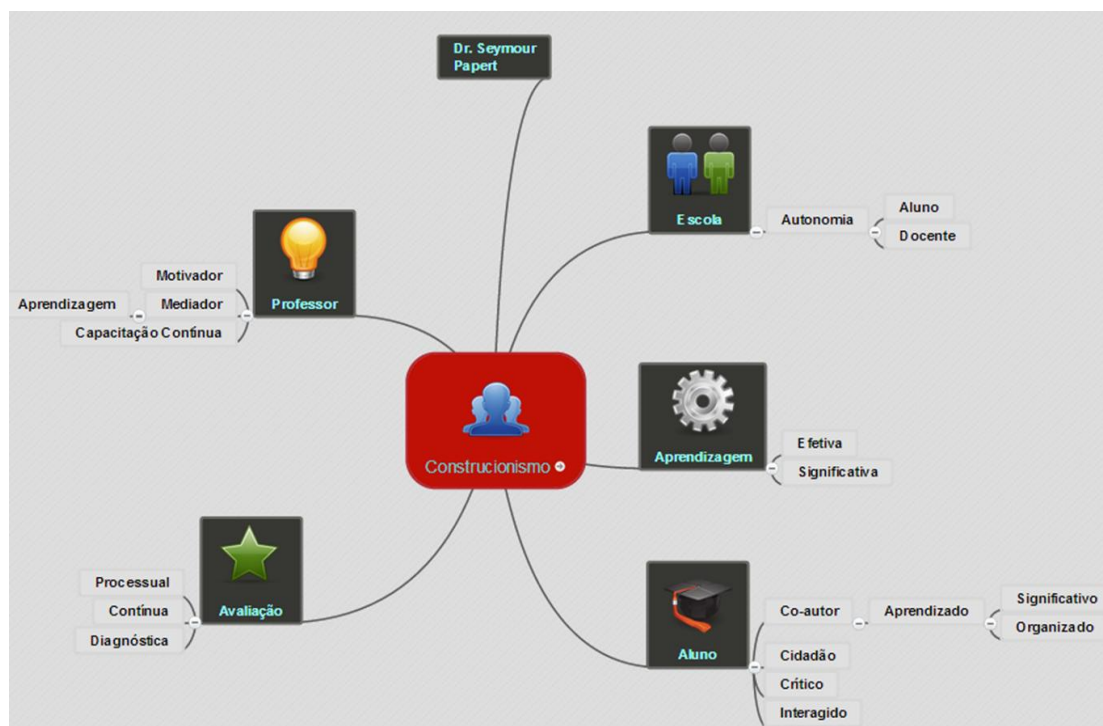 Dr. Seymour
Papert
Escola
Autonomia
Aluno
Docente
Professor
Motivador
Mediador
Aprendizagem
Capacitação Contínua
Construcionismo
Aprendizagem
Efetiva
Significativa
Avaliação
Processual
Contínua
Diagnóstica
Aluno
Co-autor
Aprendizado
Significativo
Organizado
Cidadão
Crítico
Interagido